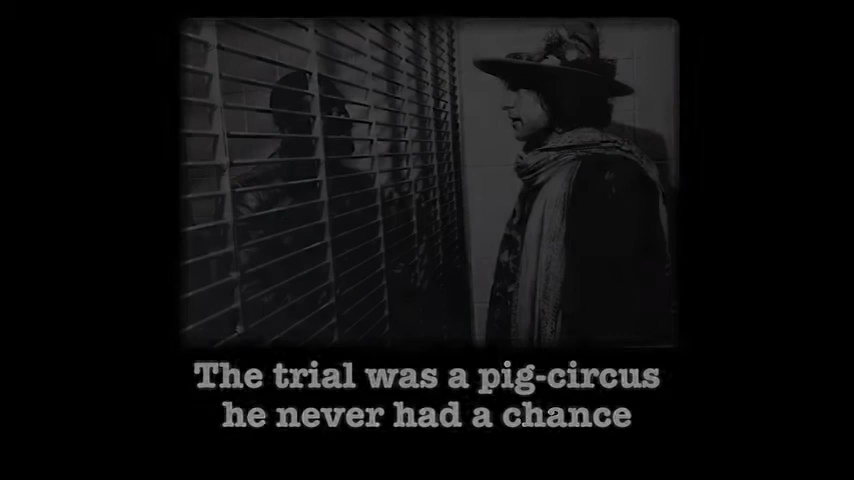 The trial was a pig-circus
he never had a chance